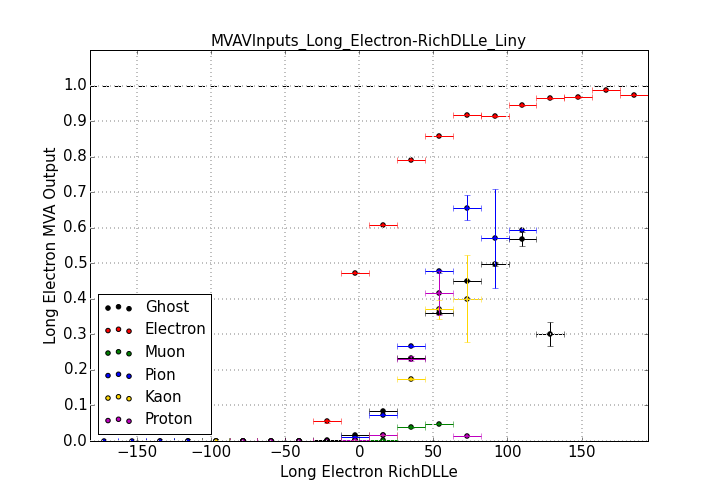 MVAVInputs_Long_Electron-RichDLLe_Liny
1.0
0.9
0.8
0.7
0.6
0.5
0.4
0.3
0.2
0.1
0.0
Long Electron MVA Output
Ghost
Electron
Muon
Pion
Kaon
Proton
−150 −100 −50 0 50 100 150
Long Electron RichDLLe